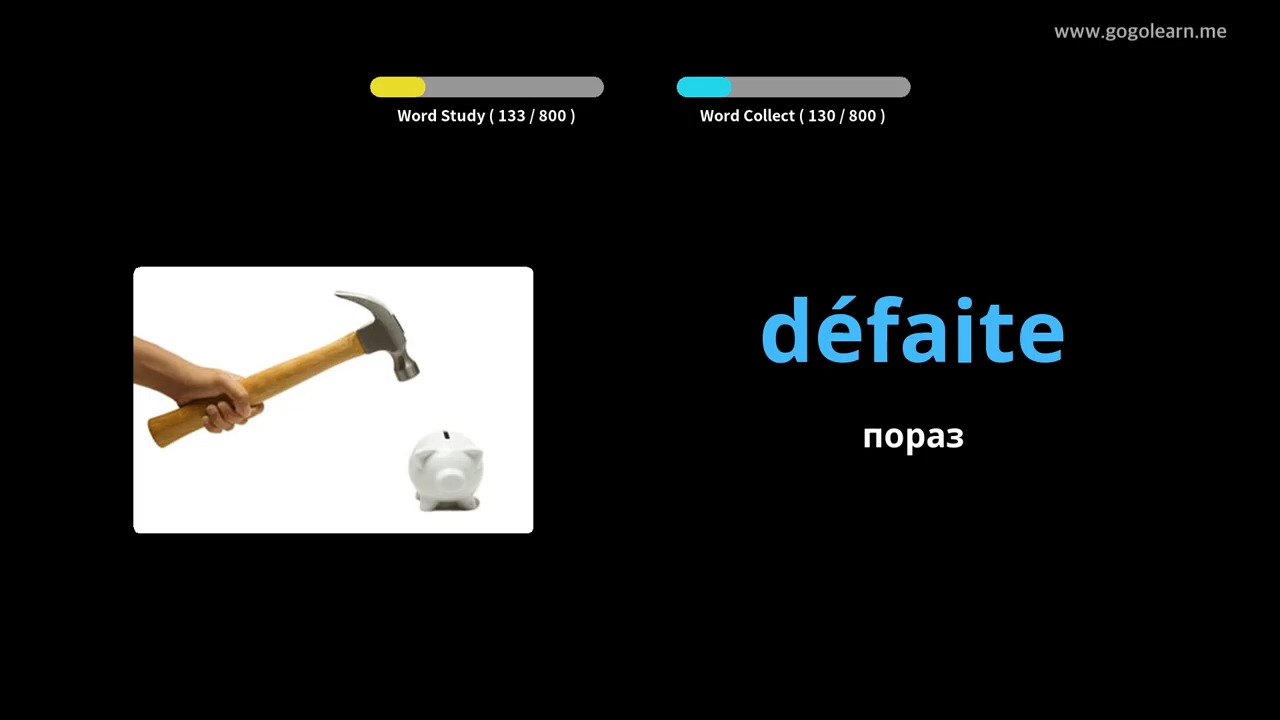 www.gogolearn.me
Word Study ( 133 / 800 )
Word Collect ( 130 / 800 )
défaite
пораз